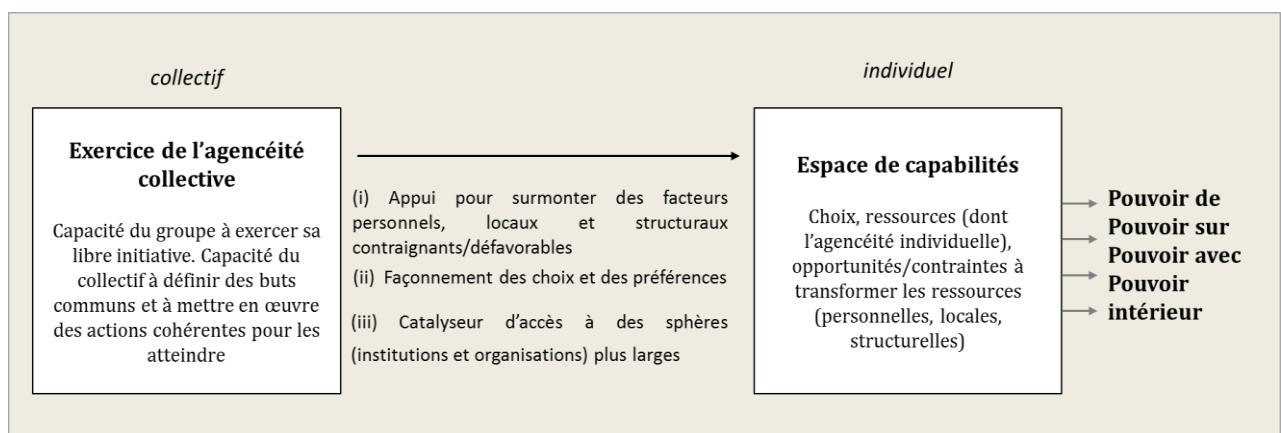 collectif
individuel
Exercice de l'agencéité
collective
Capacité du groupe à exercer sa
libre initiative. Capacité du
collectif à définir des buts
communs et à mettre en œuvre
des actions cohérentes pour les
atteindre
(i) Appui pour surmonter des facteurs
personnels, locaux et structuraux
contraignants/défavorables
(ii) Façonnement des choix et des préférences
(iii) Catalyseur d'accès à des sphères
(institutions et organisations) plus larges
Espace de capabilités
Choix, ressources (dont
l'agencéité individuelle),
opportunités/contraintes à
transformer les ressources
(personnelles, locales,
structurelles)
Pouvoir de
Pouvoir sur
Pouvoir avec
Pouvoir
intérieur